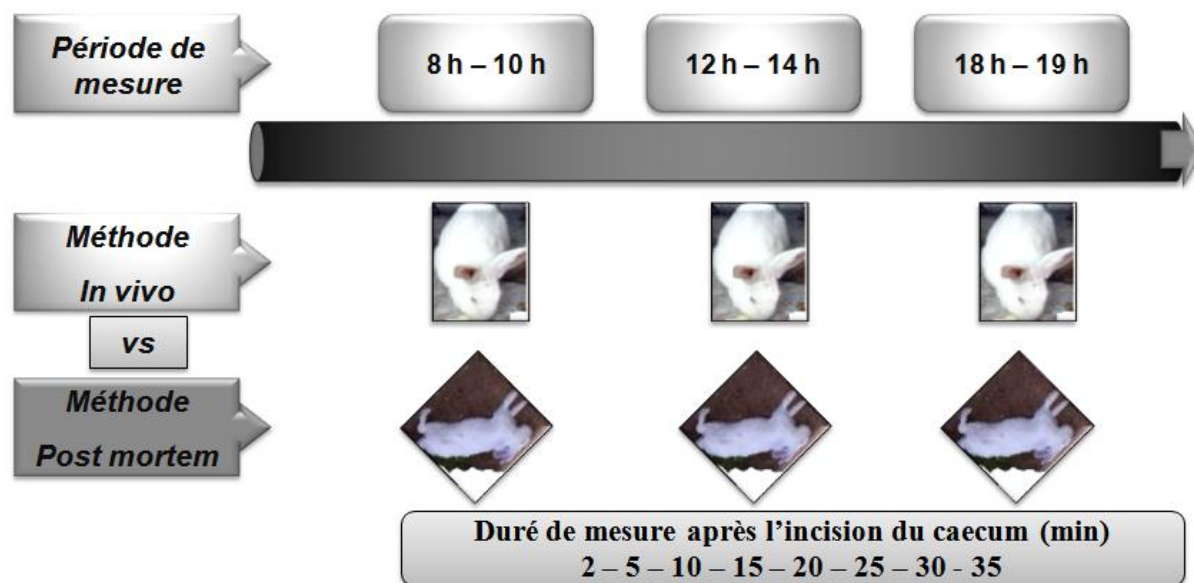 Période de
mesure
8 h – 10 h
12 h – 14 h
18 h – 19 h
Méthode
In vivo
vs
Méthode
Post mortem
Duré de mesure après l’incision du caecum (min)
2 – 5 – 10 – 15 – 20 – 25 – 30 - 35